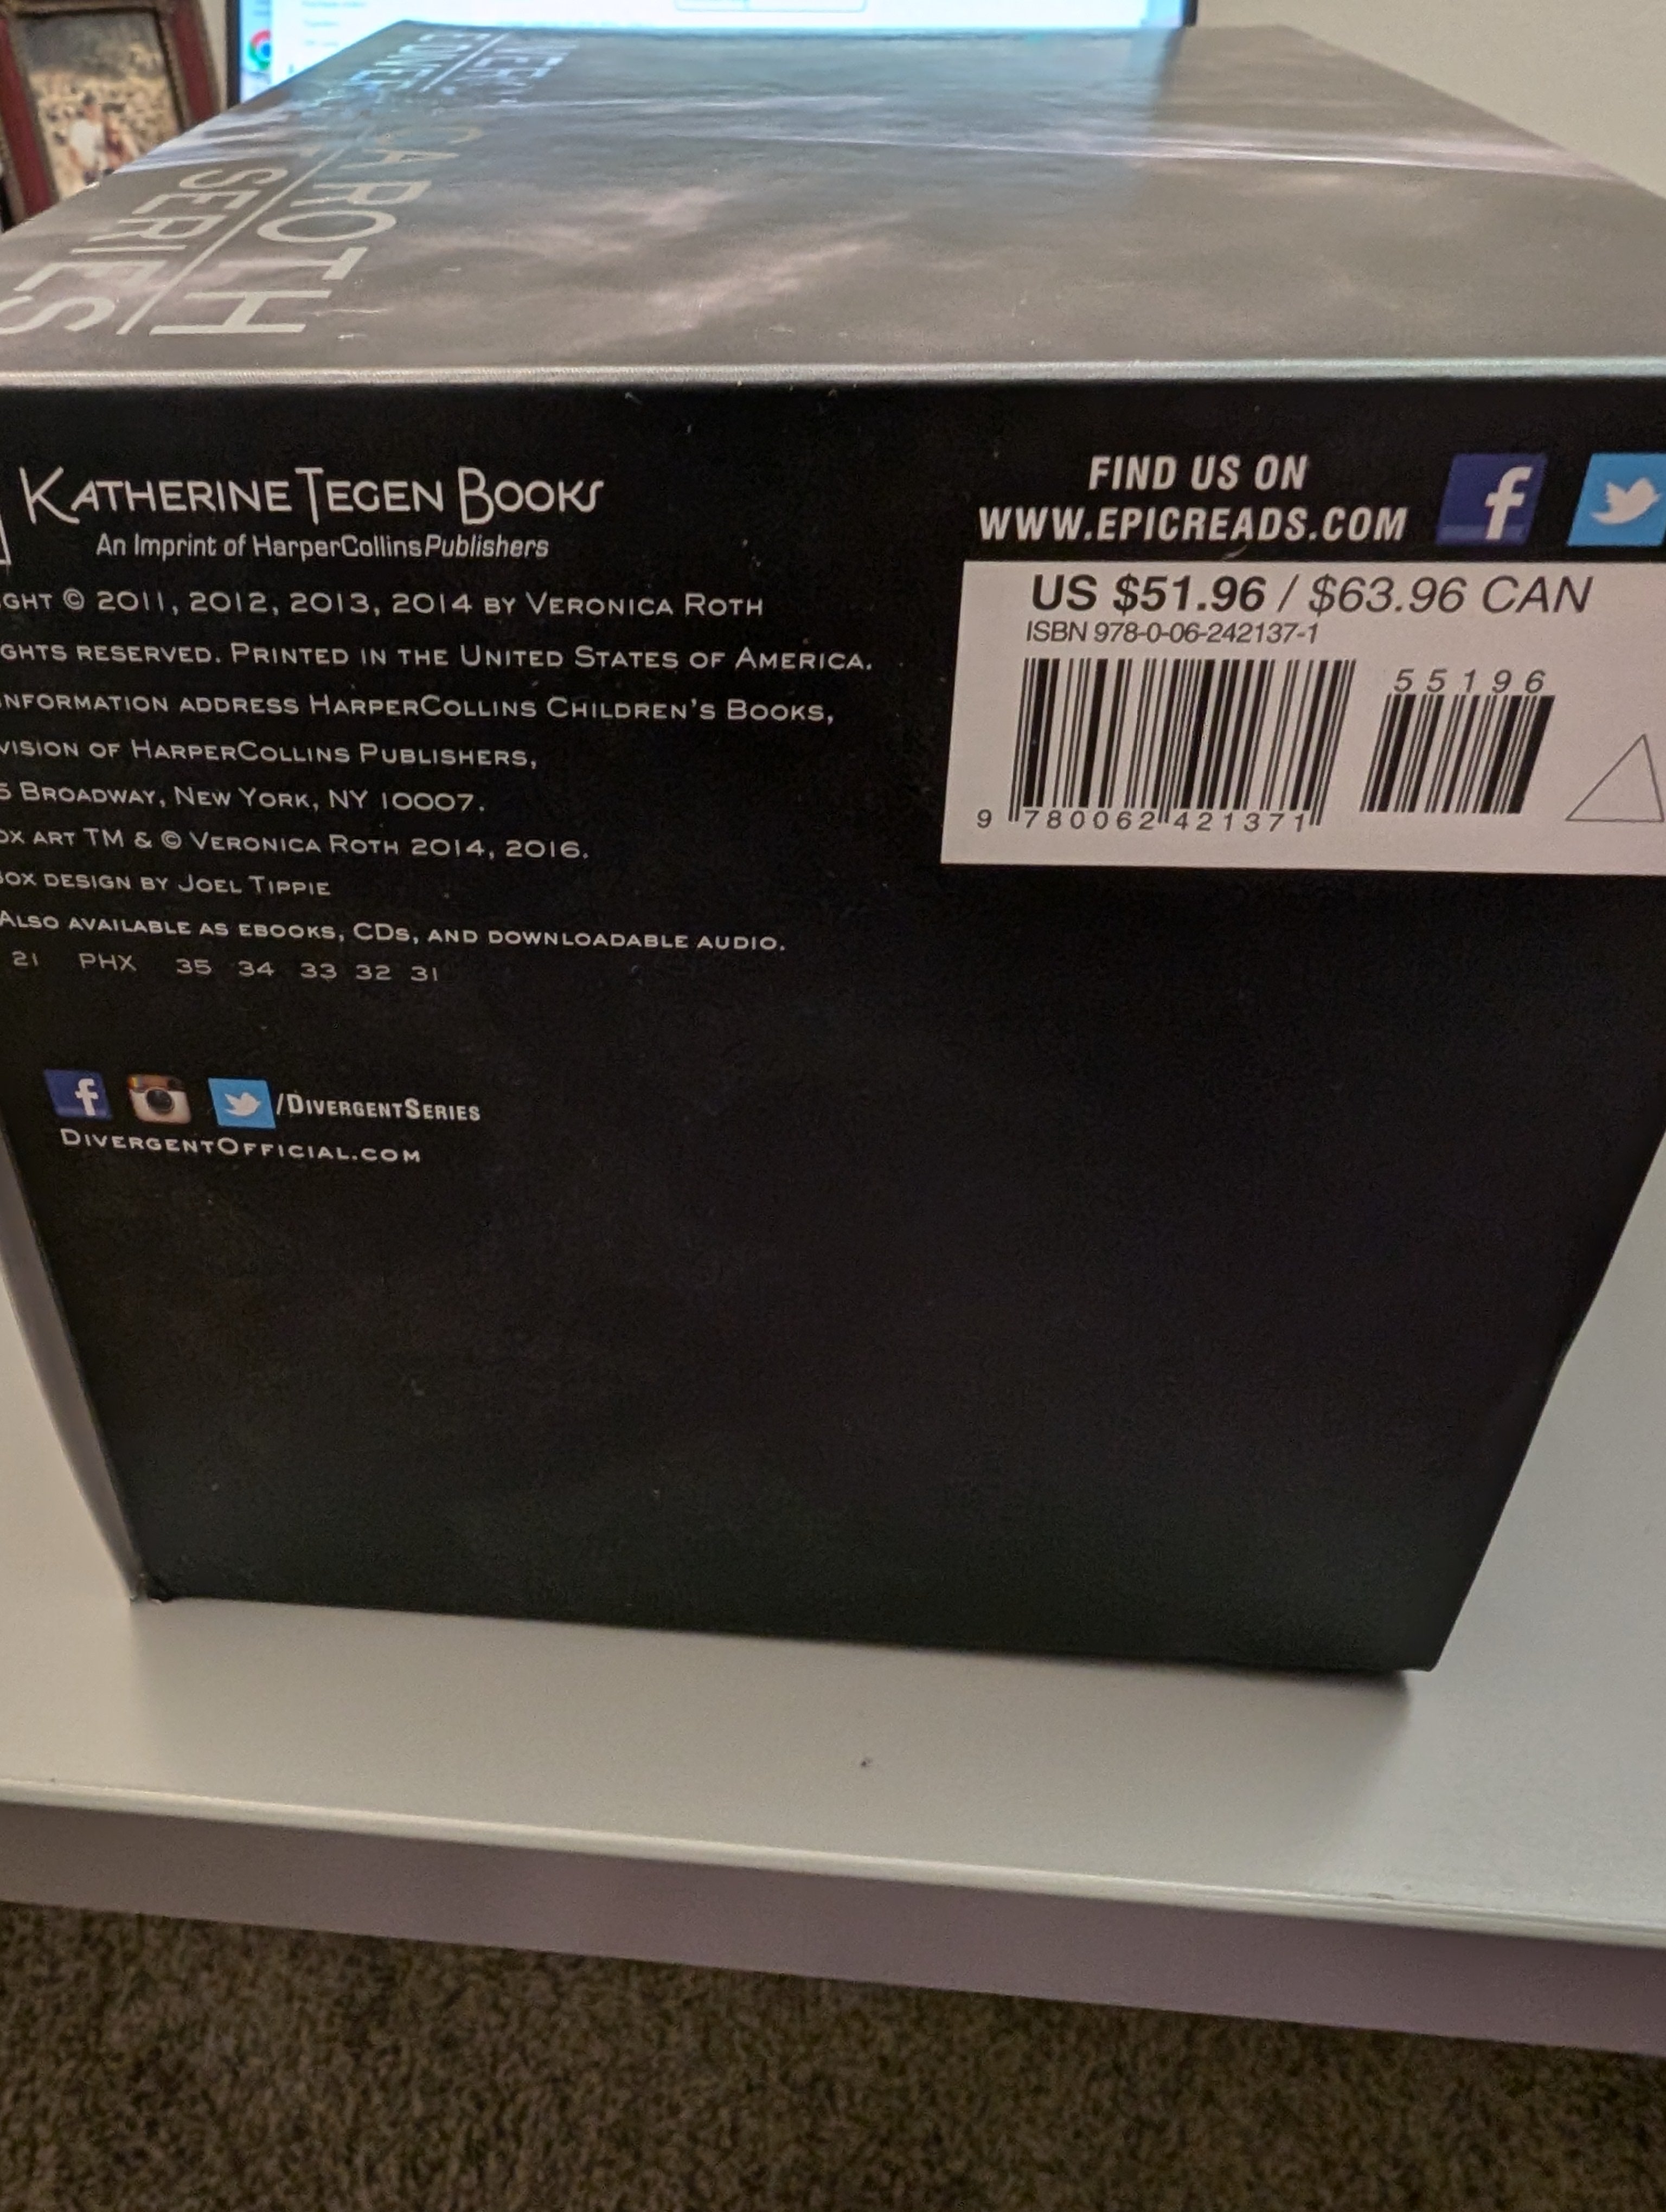 ROTH
SERIES
KATHERINE TEGEN BOOKS
An Imprint of HarperCollinsPublishers
GHT © 2011, 2012, 2013, 2014 BY VERONICA ROTH
GHTS RESERVED. PRINTED IN THE UNITED STATES OF AMERICA.
NFORMATION ADDRESS HARPERCOLLINS CHILDREN'S BOOKS,
VISION OF HARPERCOLLINS PUBLISHERS,
5 BROADWAY, NEW YORK, NY 10007.
OX ART TM & © VERONICA ROTH 2014, 2016.
BOX DESIGN BY JOEL TIPPIE
ALSO AVAILABLE AS EBOOKS, CDS, AND DOWNLOADABLE AUDIO.
21 PHX 35 34 33 32 31
/DIVERGENTSERIES
DIVERGENTOFFICIAL.COM
FIND US ON
WWW.EPICREADS.COM
US $51.96 / $63.96 CAN
ISBN 978-0-06-242137-1
55196
9 780062 421371